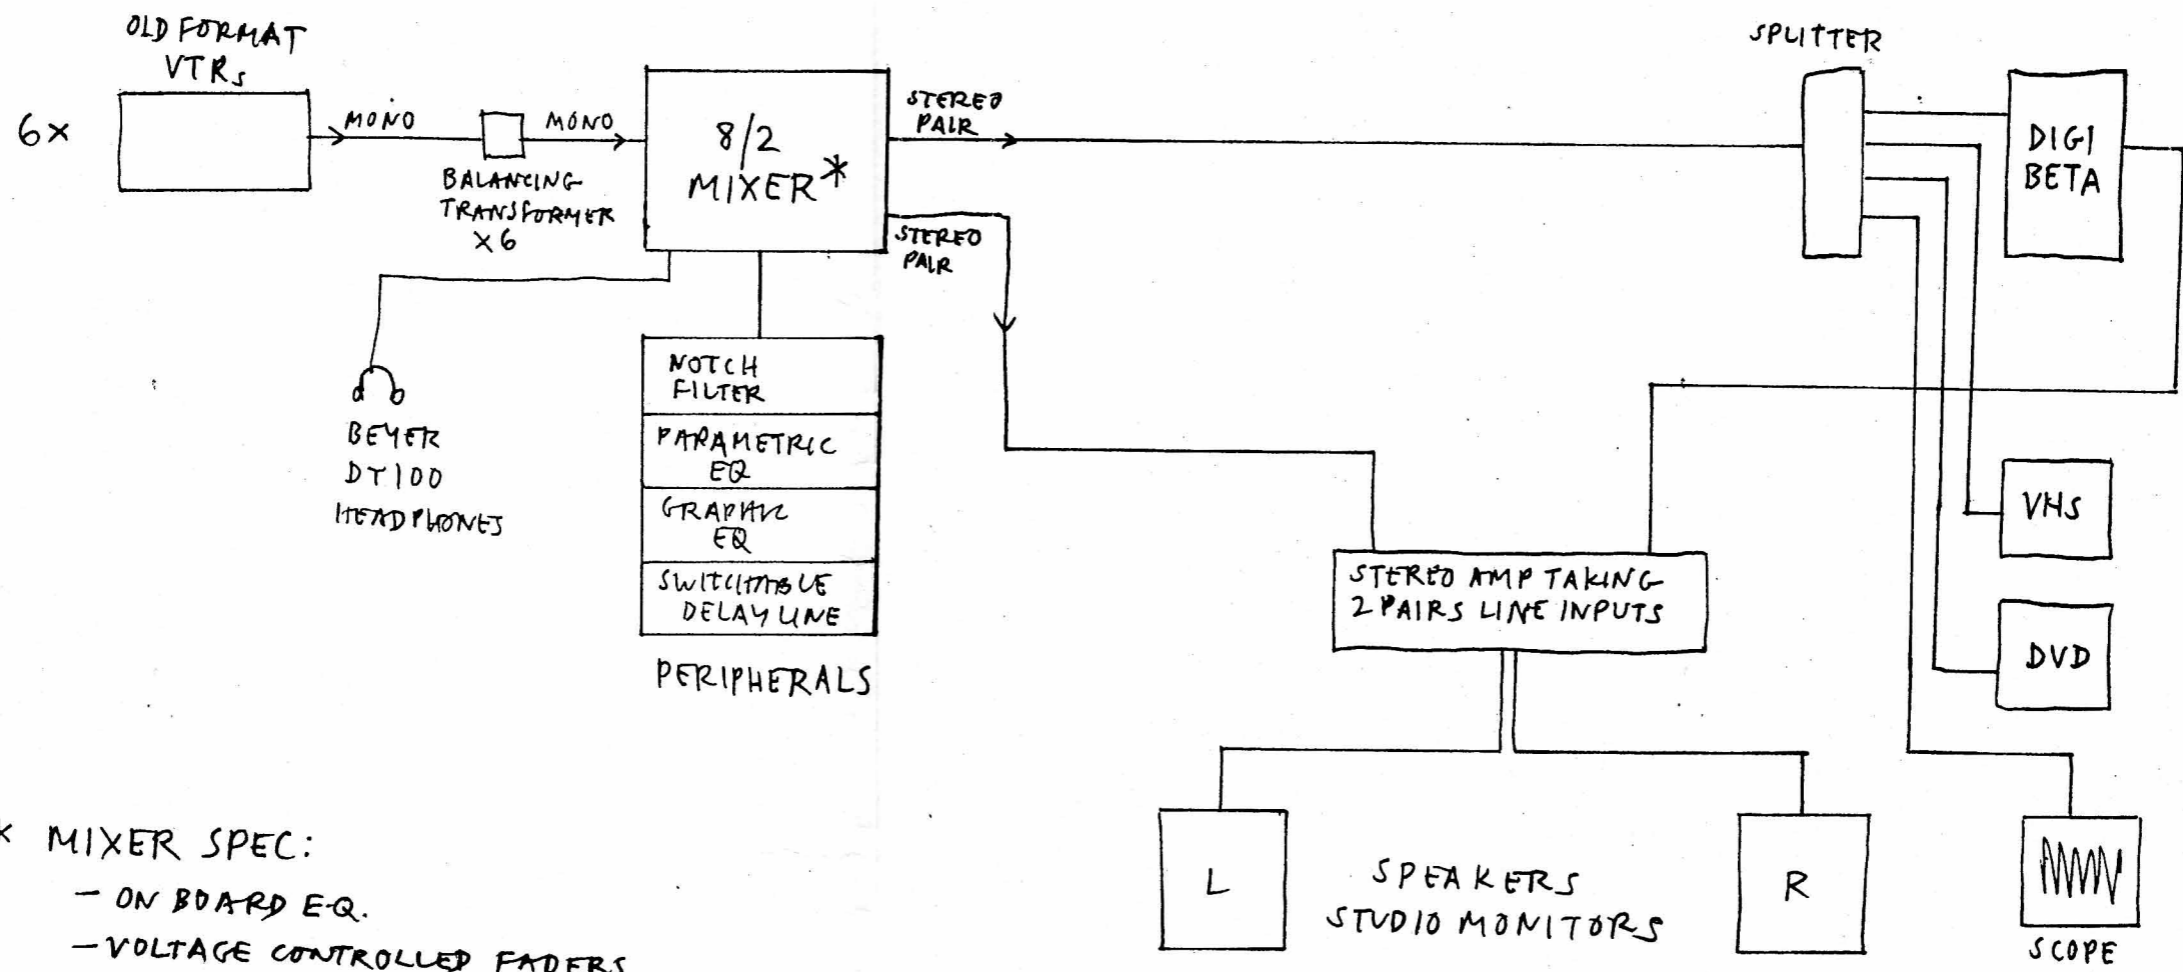 OLD FORMAT
VTRs
6x
MONO
BALANCING
TRANSFORMER
x6
MONO
8/2
MIXER*
STEREO
PAIR
STEREO
PAIR
SPLITTER
DIGI
BETA
BEYER
DT100
HEADPHONES
NOTCH
FILTER
PARAMETRIC
EQ
GRAPHIC
EQ
SWITCHABLE
DELAY LINE
PERIPHERALS
STEREO AMP TAKING
2 PAIRS LINE INPUTS
VHS
DVD
L
SPEAKERS
STUDIO MONITORS
R
SCOPE
* MIXER SPEC:
- ON BOARD E.Q.
- VOLTAGE CONTROLLED FADERS